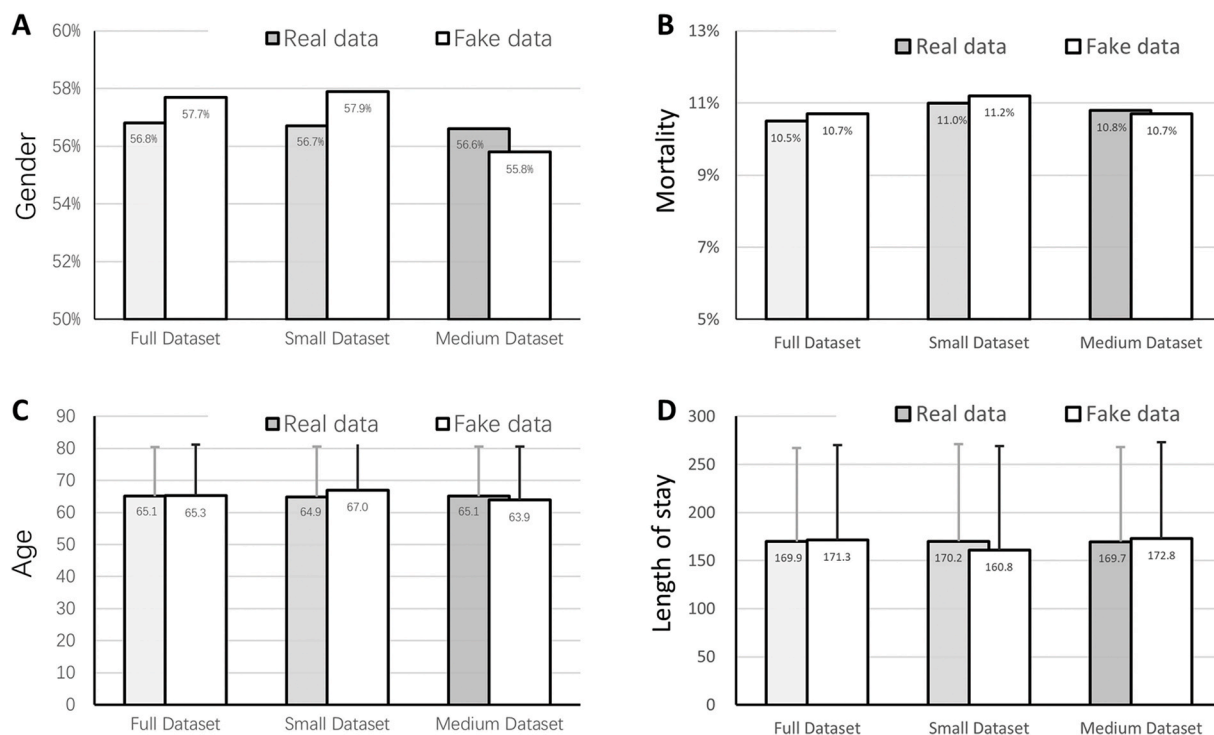 A
Gender
60%
58%
56%
54%
52%
50%
Real data Fake data
56.8% 57.7% 56.7% 57.9% 56.6% 55.8%
Full Dataset Small Dataset Medium Dataset
B
Mortality
13%
11%
9%
7%
5%
Real data Fake data
10.5% 10.7% 11.0% 11.2% 10.8% 10.7%
Full Dataset Small Dataset Medium Dataset
C
Age
90
80
70
60
50
40
30
20
10
0
Real data Fake data
65.1 65.3 64.9 67.0 65.1 63.9
Full Dataset Small Dataset Medium Dataset
D
Length of stay
300
250
200
150
100
50
0
Real data Fake data
169.9 171.3 170.2 160.8 169.7 172.8
Full Dataset Small Dataset Medium Dataset